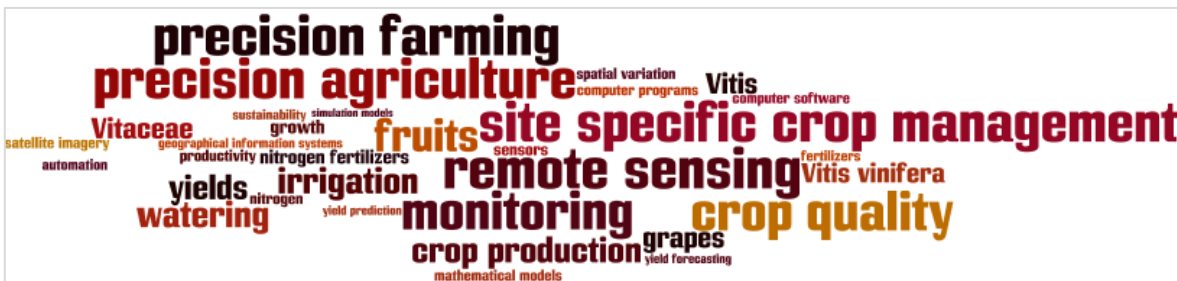 precision farming
precision agriculture
spatial variation
computer programs
Vitis
computer software
sustainability
simulation models
Vitaceae
growth
fruits
site specific crop management
satellite imagery
geographical information systems
sensors
automation
productivity
nitrogen fertilizers
remote sensing
fertilizers
Vitis vinifera
yields
nitrogen
irrigation
watering
yield prediction
monitoring
crop quality
crop production
grapes
yield forecasting
mathematical models